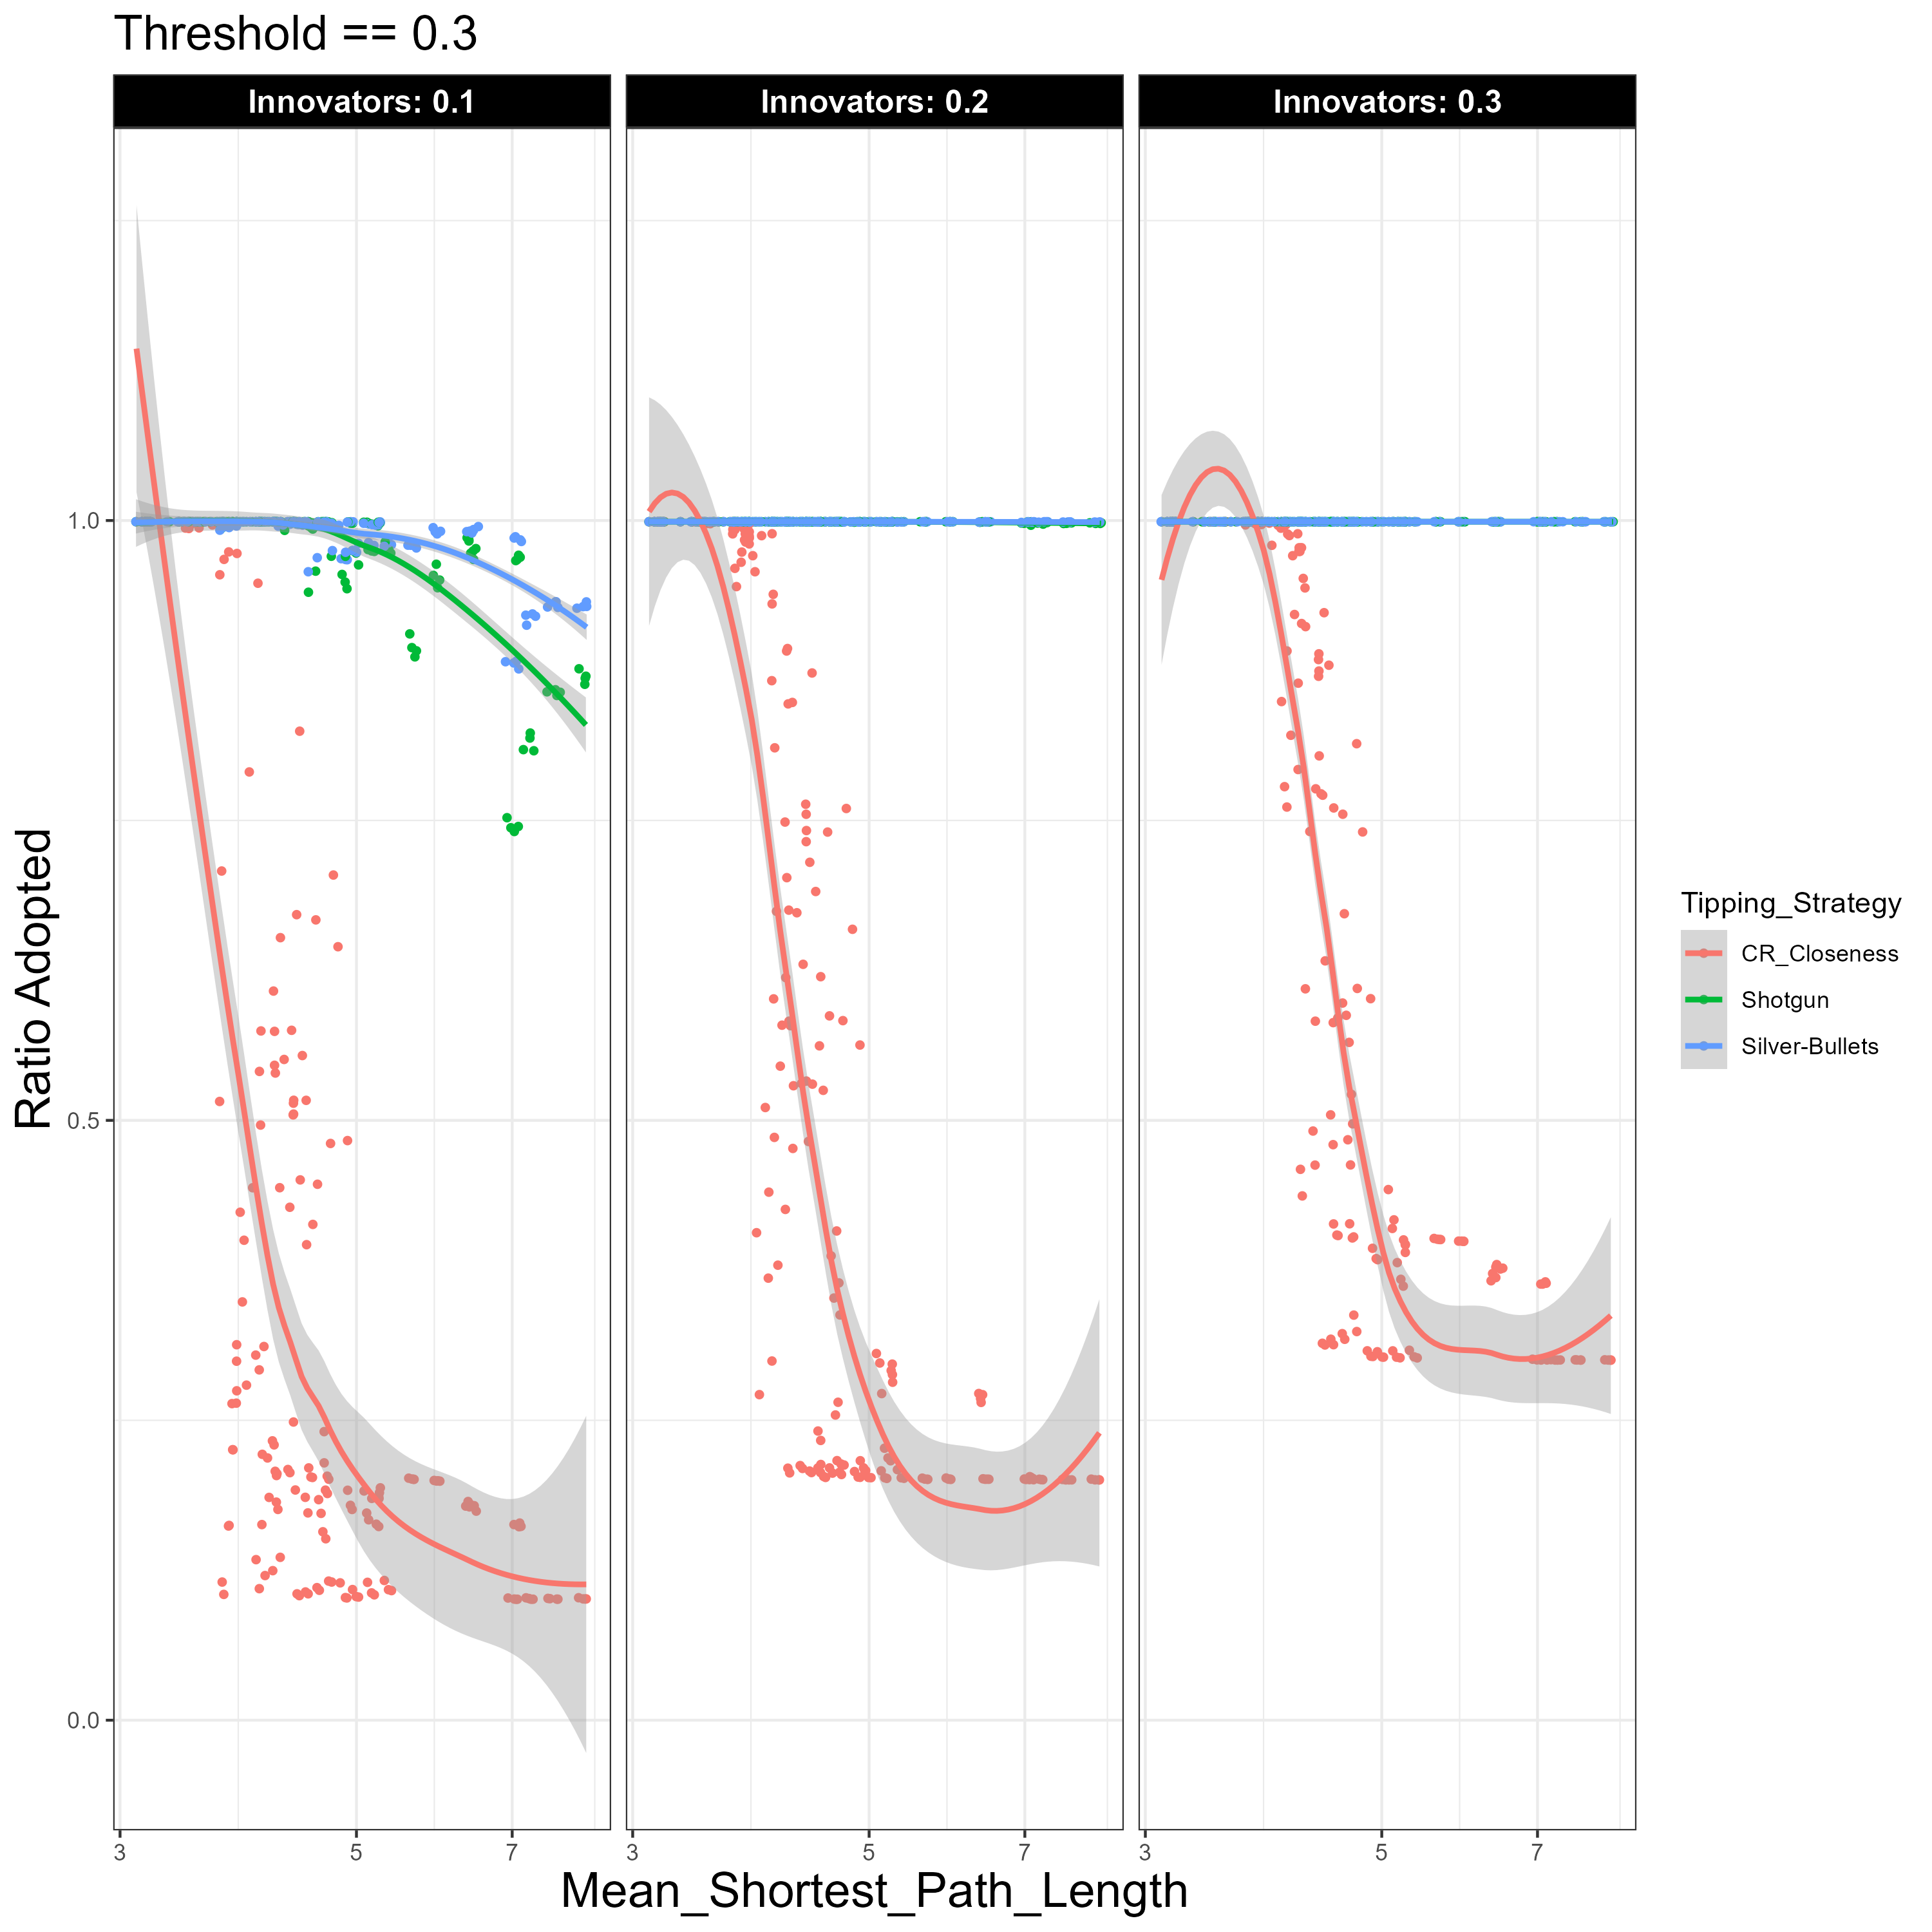 Threshold == 0.3
Innovators: 0.1
Innovators: 0.2
Innovators: 0.3
Ratio Adopted
1.0
0.5
0.0
3 5 7
3 5 7
3 5 7
Mean_Shortest_Path_Length
Tipping_Strategy
CR_Closeness
Shotgun
Silver-Bullets